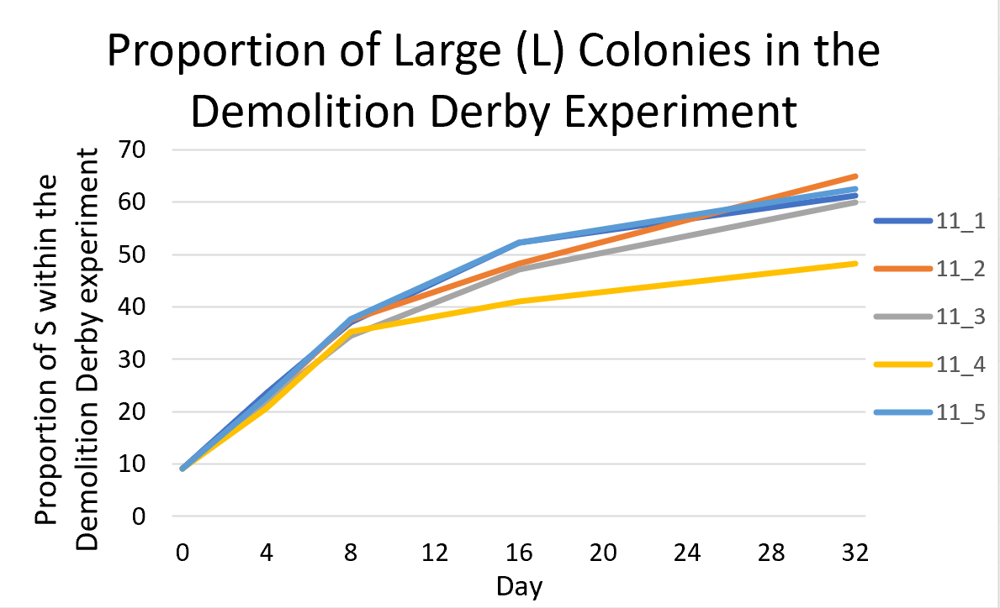 Proportion of Large (L) Colonies in the
Demolition Derby Experiment
Proportion of S within the
Demolition Derby experiment
70
60
50
40
30
20
10
0
0 4 8 12 16 20 24 28 32
Day
11_1
11_2
11_3
11_4
11_5